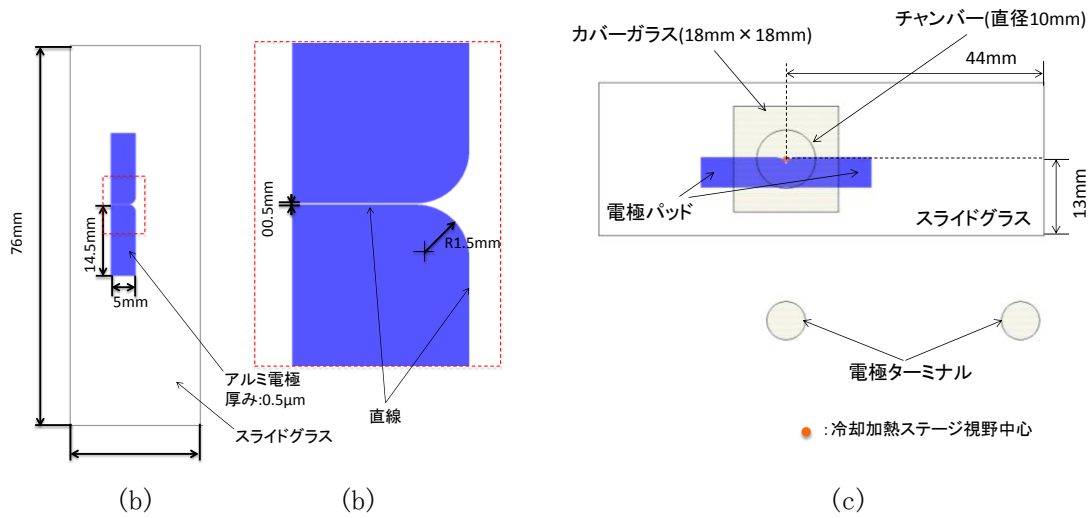 76mm
14.5mm
5mm
アルミ電極
厚み:0.5μm
スライドグラス
(b)
00.5mm
R1.5mm
直線
(b)
カバーガラス(18mm×18mm)
チャンバー(直径10mm)
44mm
13mm
電極パッド
スライドグラス
電極ターミナル
:冷却加熱ステージ視野中心
(c)